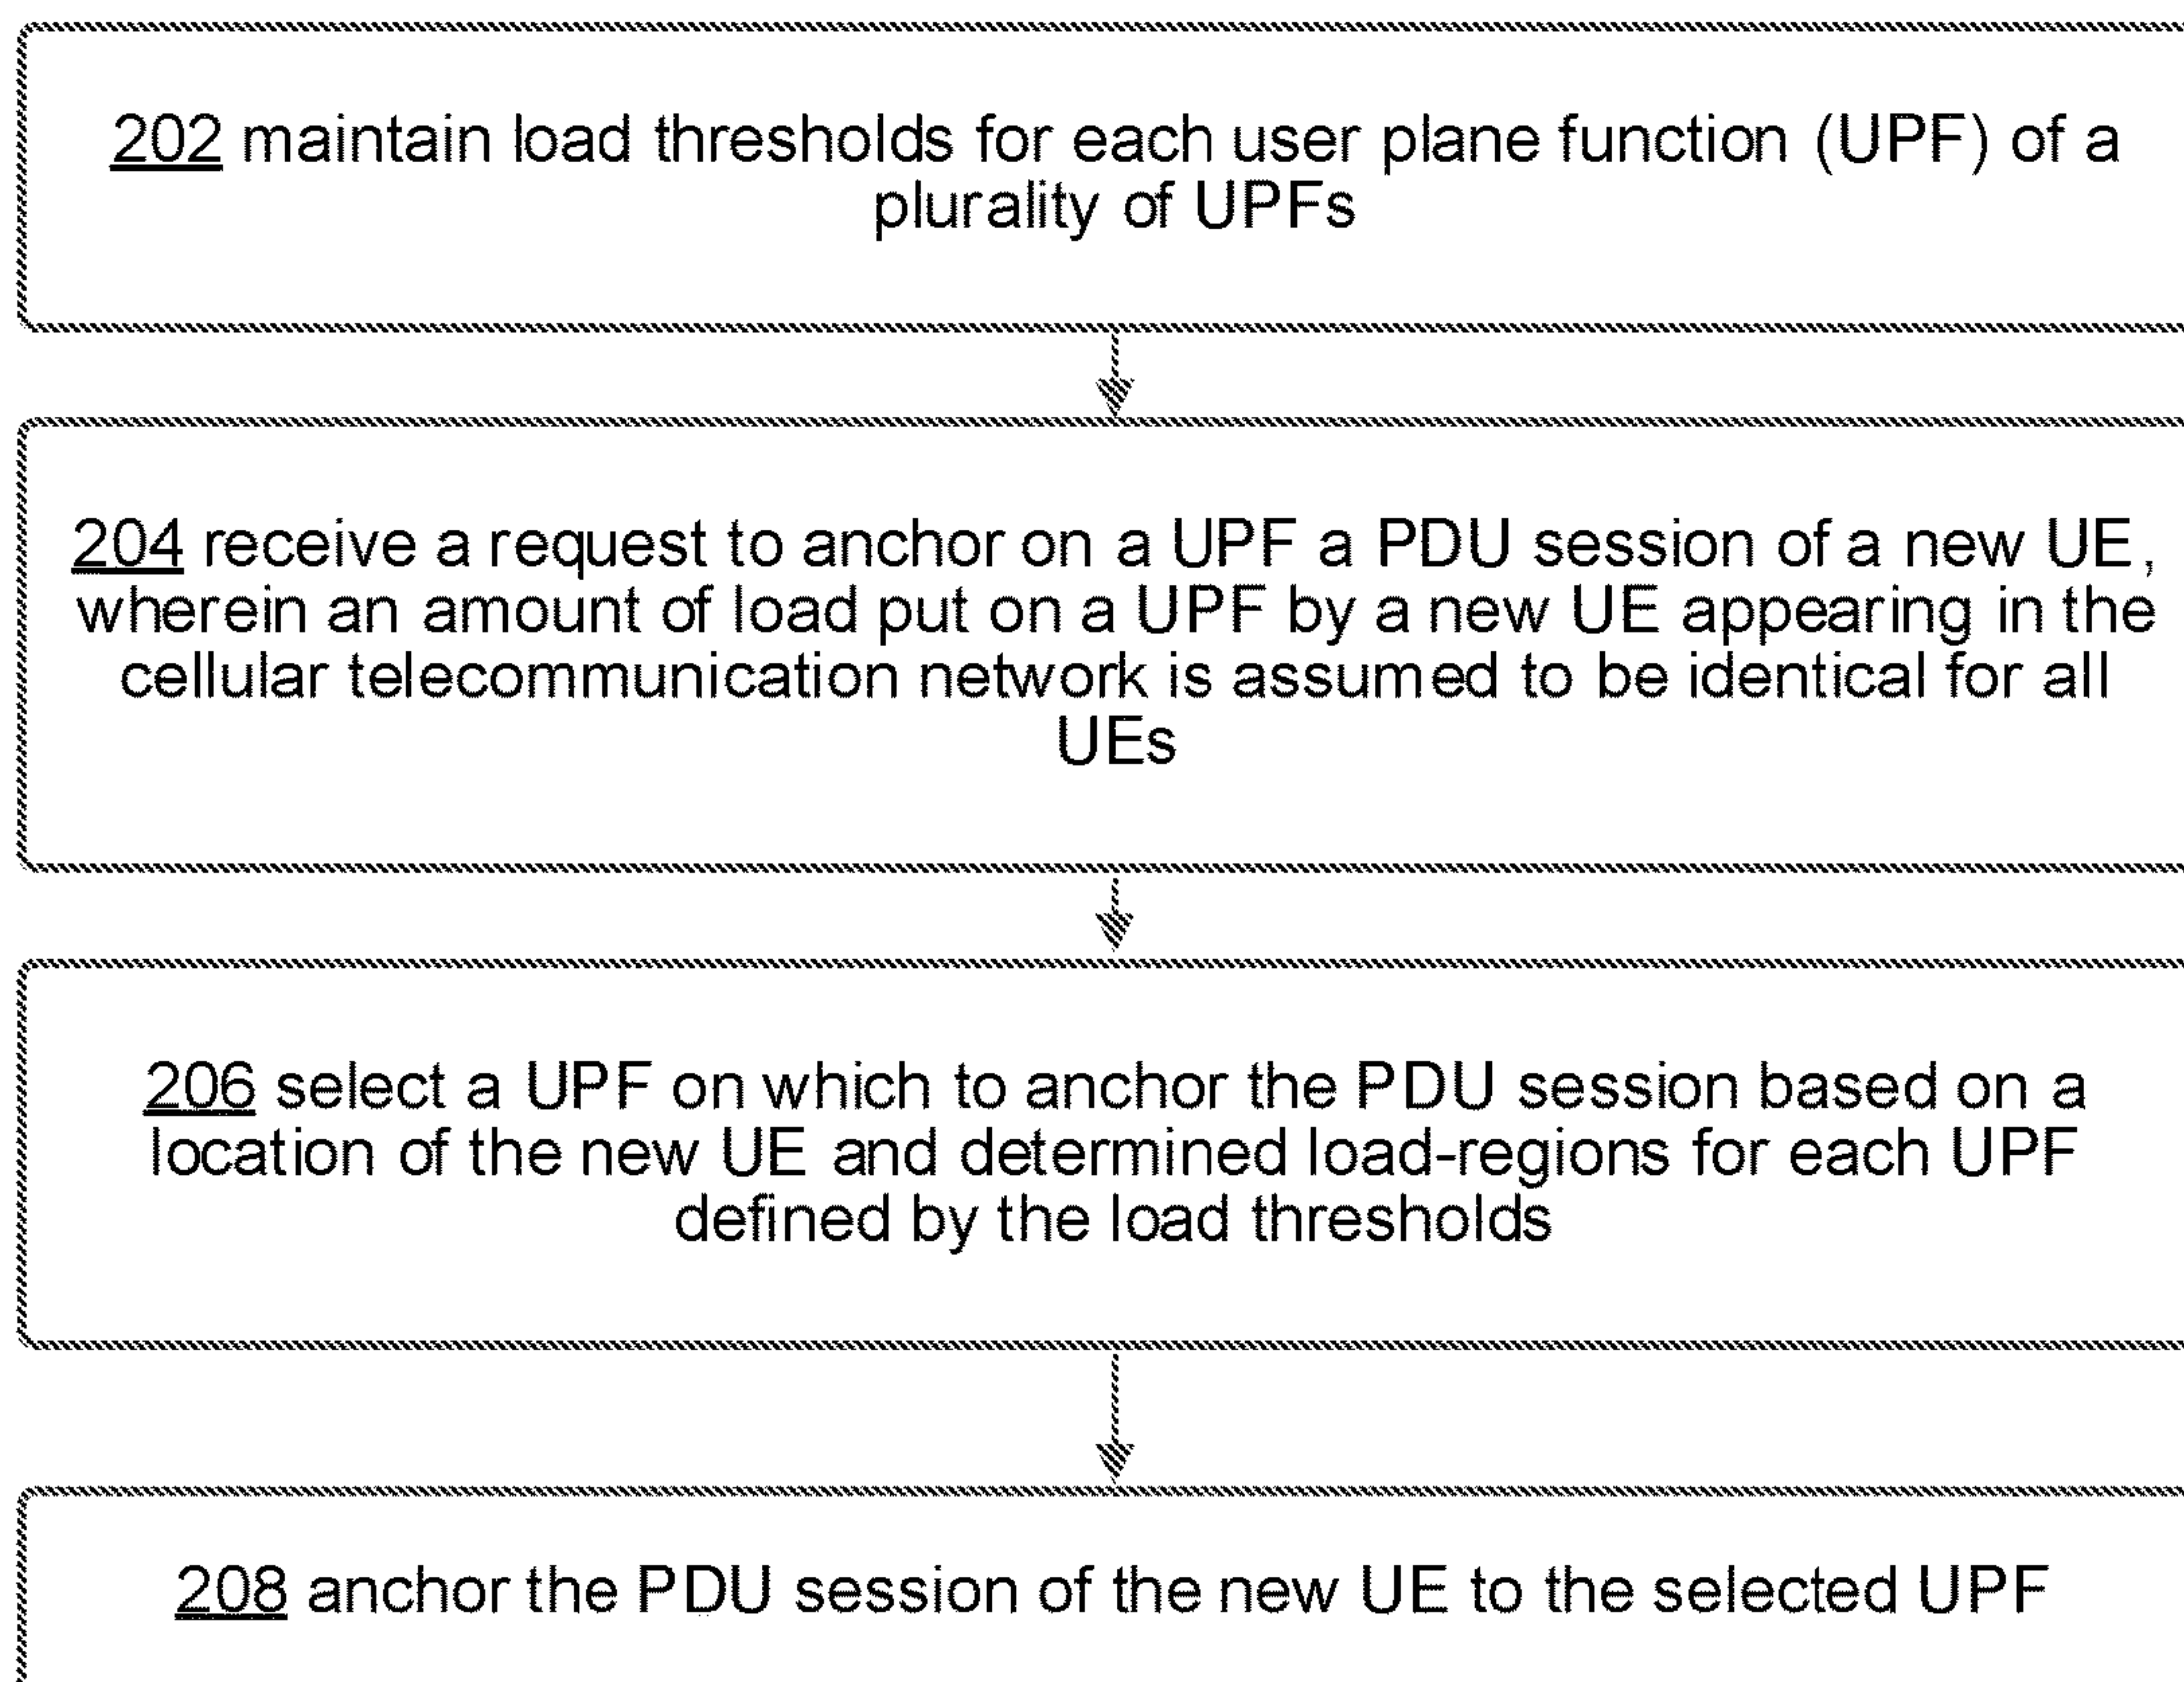 202 maintain load thresholds for each user plane function (UPF) of a
plurality of UPFs
204 receive a request to anchor on a UPF a PDU session of a new UE,
wherein an amount of load put on a UPF by a new UE appearing in the
cellular telecommunication network is assumed to be identical for all
UEs
206 select a UPF on which to anchor the PDU session based on a
location of the new UE and determined load-regions for each UPF
defined by the load thresholds
208 anchor the PDU session of the new UE to the selected UPF